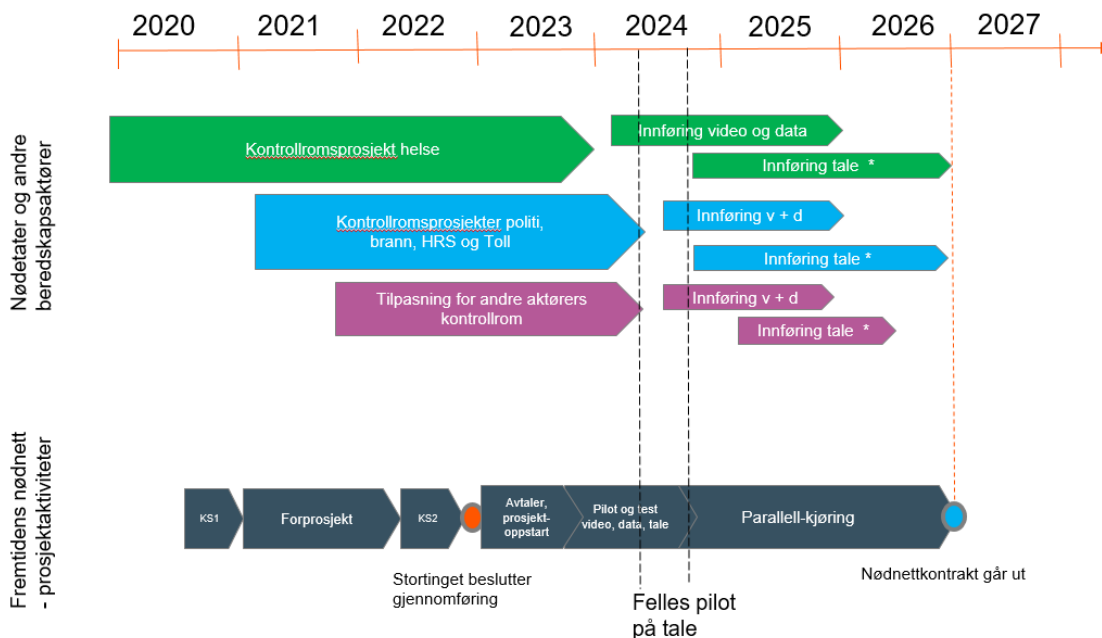 2020 2021 2022 2023 2024 2025 2026 2027
Nødetater og andre
beredskapsaktører
Kontrollromsprosjekt helse
Innføring video og data
Innføring tale *
Kontrollromsprosjekter politi,
brann, HRS og Toll
Innføring v + d
Innføring tale *
Tilpasning for andre aktørers
kontrollrom
Innføring v + d
Innføring tale *
Fremtidens nødnett
- prosjektaktiviteter
KS1
Forprosjekt
KS2
Avtaler,
prosjekt-
oppstart
Pilot og test
video, data, tale
Parallell-kjøring
Stortinget beslutter
gjennomføring
Felles pilot
på tale
Nødnettkontrakt går ut